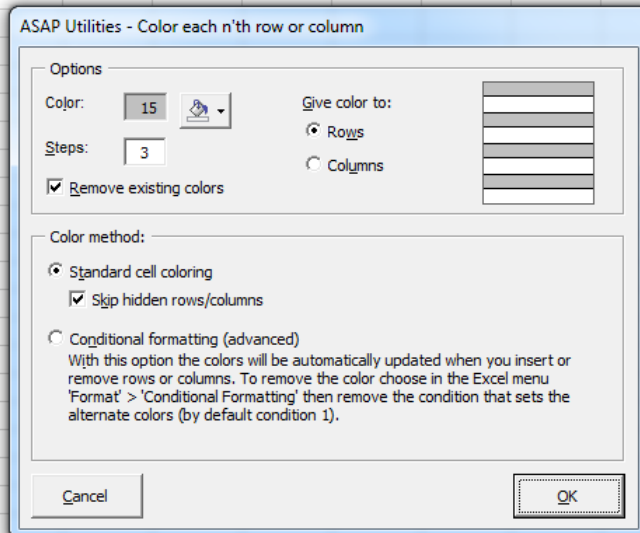 ASAP Utilities - Color each n'th row or column
Options
Color:
15
Give color to:
Rows
Steps:
3
Columns
Remove existing colors
Color method:
Standard cell coloring
Skip hidden rows/columns
Conditional formatting (advanced)
With this option the colors will be automatically updated when you insert or
remove rows or columns. To remove the color choose in the Excel menu
'Format' > 'Conditional Formatting' then remove the condition that sets the
alternate colors (by default condition 1).
Cancel
OK